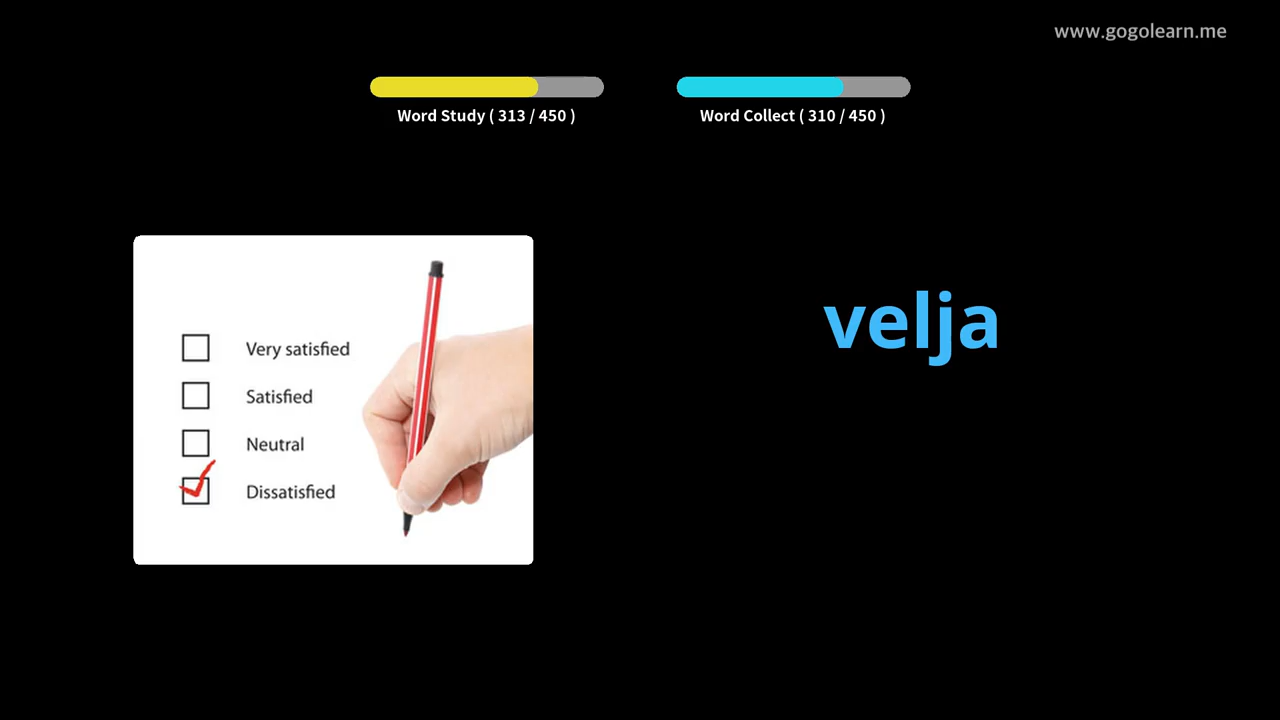 www.gogolearn.me
Word Study ( 313 / 450 )
Word Collect ( 310 / 450 )
velja
Very satisfied
Satisfied
Neutral
Dissatisfied